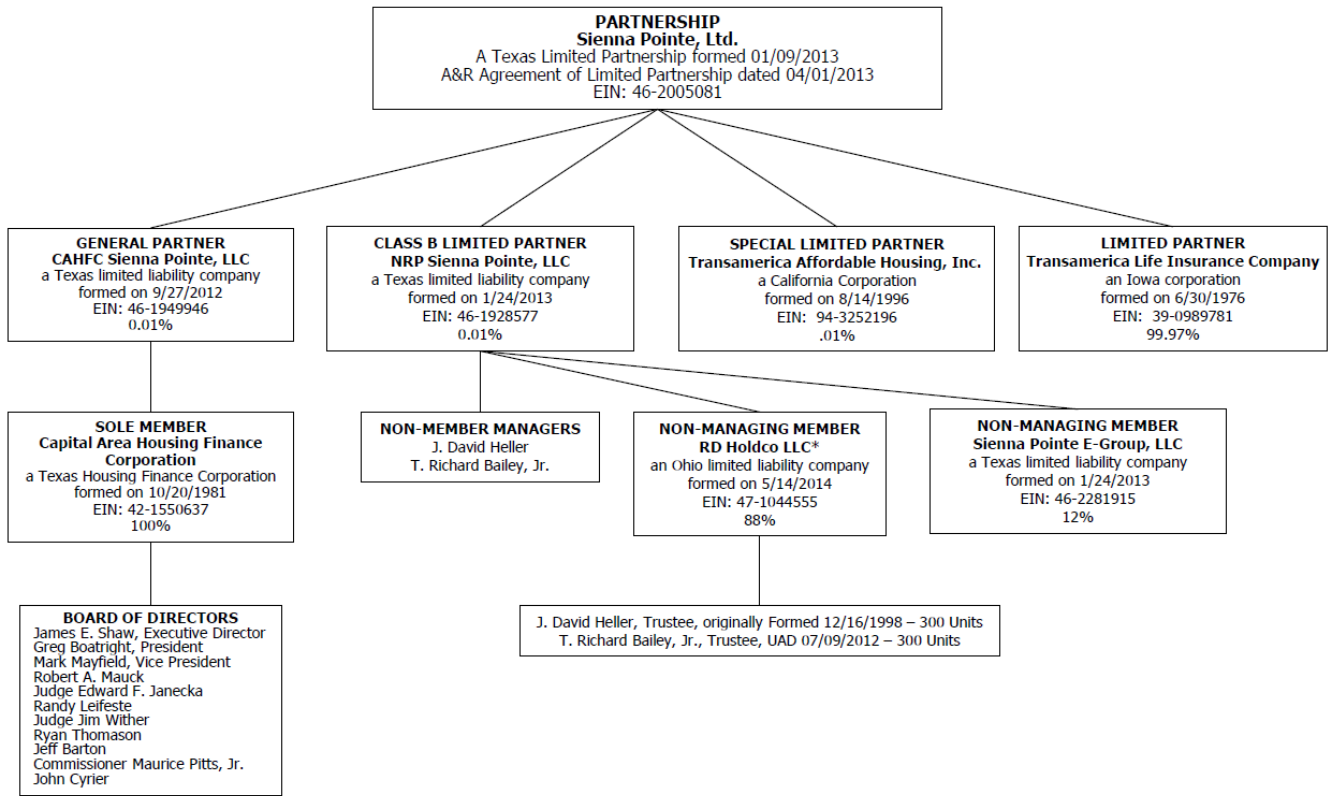 PARTNERSHIP
Sienna Pointe, Ltd.
A Texas Limited Partnership formed 01/09/2013
A&R Agreement of Limited Partnership dated 04/01/2013
EIN: 46-2005081
GENERAL PARTNER
CAHFC Sienna Pointe, LLC
a Texas limited liability company
formed on 9/27/2012
EIN: 46-1949946
0.01%
CLASS B LIMITED PARTNER
NRP Sienna Pointe, LLC
a Texas limited liability company
formed on 1/24/2013
EIN: 46-1928577
0.01%
SPECIAL LIMITED PARTNER
Transamerica Affordable Housing, Inc.
a California Corporation
formed on 8/14/1996
EIN: 94-3252196
.01%
LIMITED PARTNER
Transamerica Life Insurance Company
an Iowa corporation
formed on 6/30/1976
EIN: 39-0989781
99.97%
SOLE MEMBER
Capital Area Housing Finance
Corporation
a Texas Housing Finance Corporation
formed on 10/20/1981
EIN: 42-1550637
100%
NON-MEMBER MANAGERS
J. David Heller
T. Richard Bailey, Jr.
NON-MANAGING MEMBER
RD Holdco LLC*
an Ohio limited liability company
formed on 5/14/2014
EIN: 47-1044555
88%
NON-MANAGING MEMBER
Sienna Pointe E-Group, LLC
a Texas limited liability company
formed on 1/24/2013
EIN: 46-2281915
12%
BOARD OF DIRECTORS
James E. Shaw, Executive Director
Greg Boatright, President
Mark Mayfield, Vice President
Robert A. Mauck
Judge Edward F. Janecka
Randy Leifeste
Judge Jim Wither
Ryan Thomason
Jeff Barton
Commissioner Maurice Pitts, Jr.
John Cyrier
J. David Heller, Trustee, originally Formed 12/16/1998 – 300 Units
T. Richard Bailey, Jr., Trustee, UAD 07/09/2012 – 300 Units